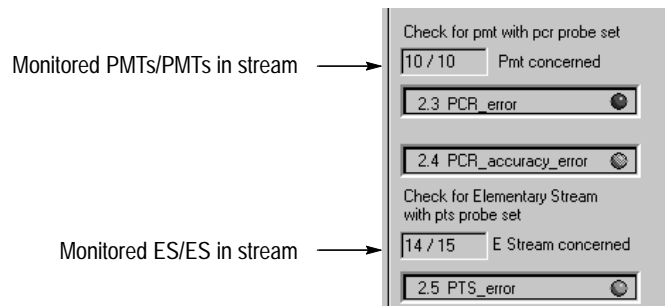 Check for pmt with pcr probe set
Monitored PMTs/PMTs in stream
10 / 10 Pmt concerned
2.3 PCR_error
2.4 PCR_accuracy_error
Check for Elementary Stream
with pts probe set
Monitored ES/ES in stream
14 / 15 E Stream concerned
2.5 PTS_error